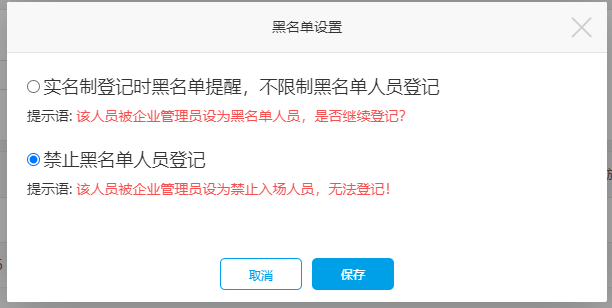 黑名单设置
实名制登记时黑名单提醒，不限制黑名单人员登记
提示语: 该人员被企业管理员设为黑名单人员，是否继续登记?
禁止黑名单人员登记
提示语: 该人员被企业管理员设为禁止入场人员，无法登记!
取消
保存